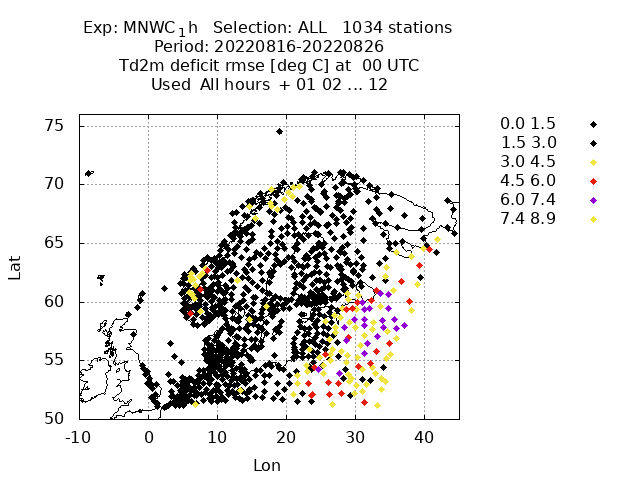 Exp: MNWC_1h Selection: ALL 1034 stations
Period: 20220816-20220826
Td2m deficit rmse [deg C] at 00 UTC
Used All hours + 01 02 ... 12
75
70
65
60
55
50
Lat
-10 0 10 20 30 40
Lon
0.0 1.5
1.5 3.0
3.0 4.5
4.5 6.0
6.0 7.4
7.4 8.9